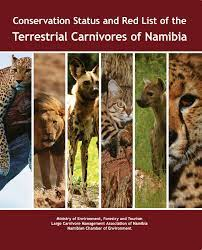 Conservation Status and Red List of the
Terrestrial Carnivores of Namibia
Ministry of Environment, Forestry and Tourism
Large Carnivore Management Association of Namibia
Namibian Chamber of Environment